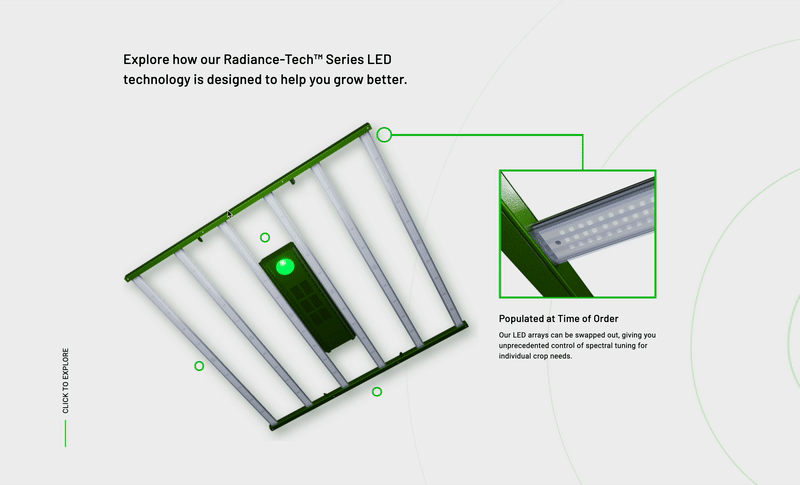 Explore how our Radiance-Tech™ Series LED
technology is designed to help you grow better.
Populated at Time of Order
Our LED arrays can be swapped out, giving you
unprecedented control of spectral tuning for
individual crop needs.
CLICK TO EXPLORE